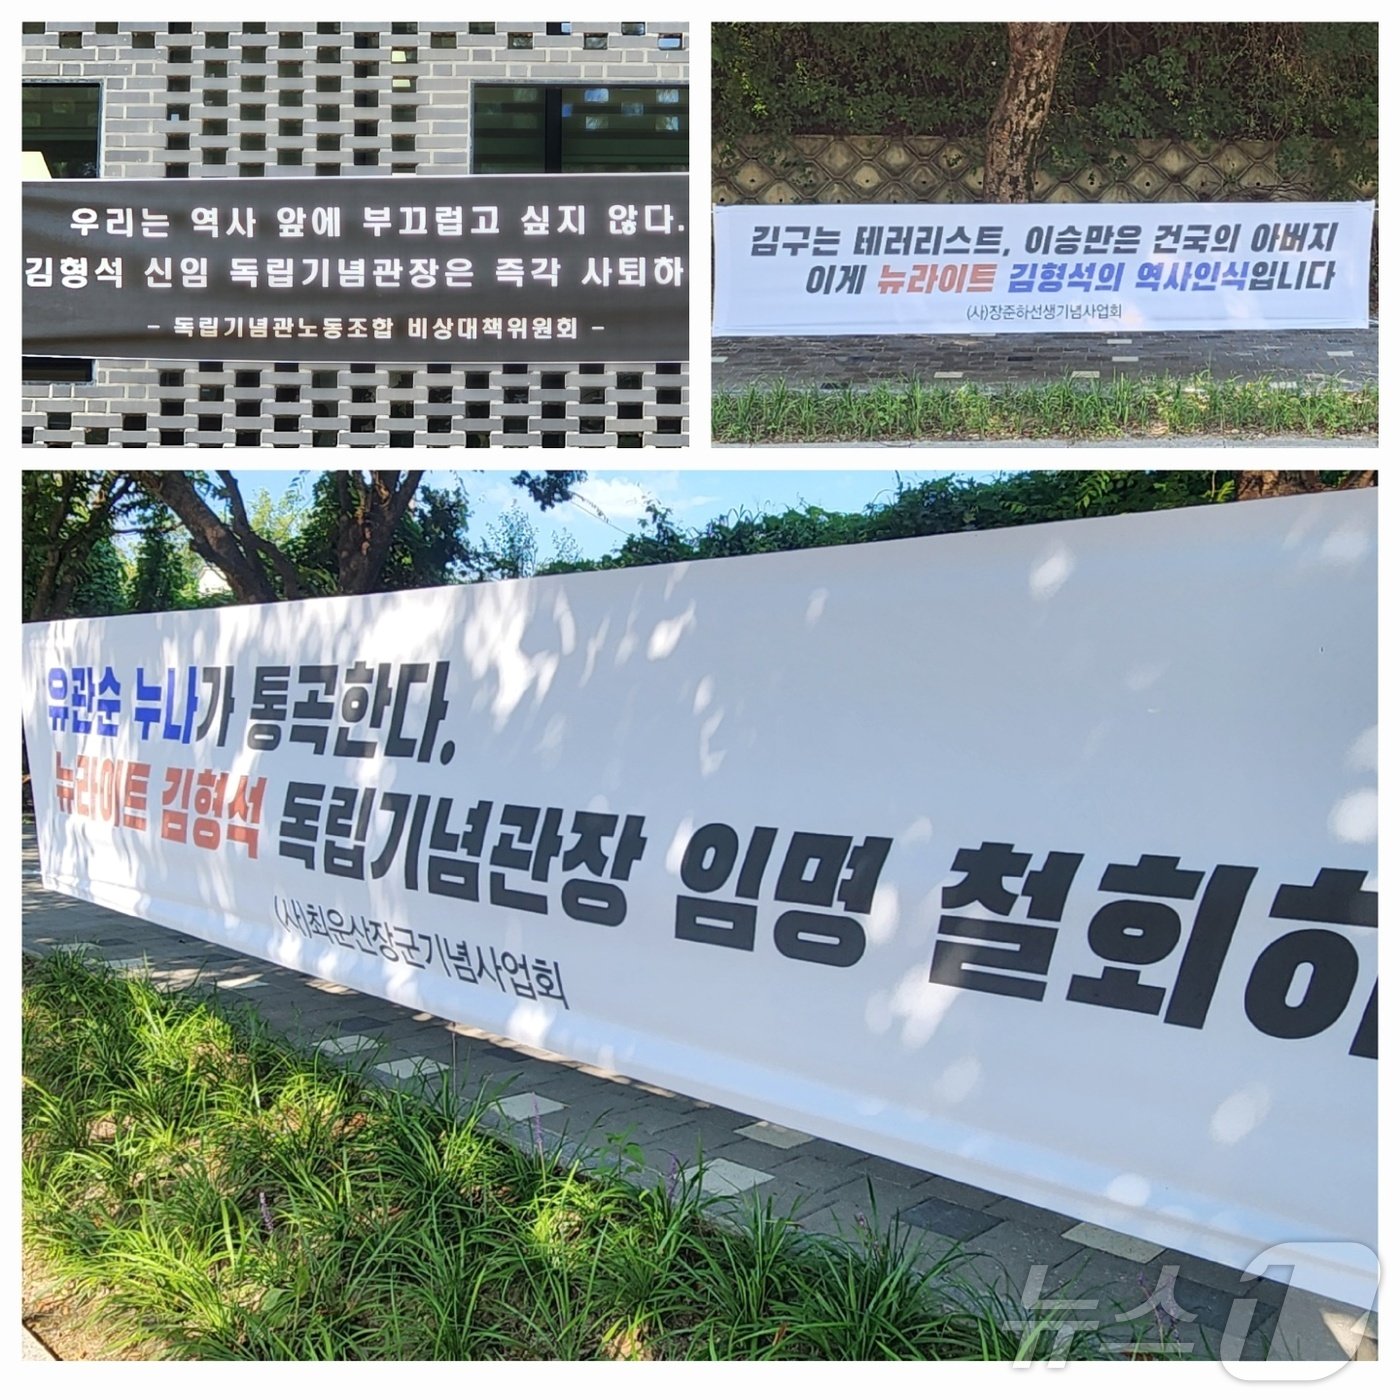 우리는 역사 앞에 부끄럽고 싶지 않다.
김형석 신임 독립기념관장은 즉각 사퇴하
- 독립기념관노동조합 비상대책위원회 -
김구는 테러리스트, 이승만은 건국의 아버지
이게 뉴라이트 김형석의 역사인식입니다
(사)장준하선생기념사업회
유관순 누나가 통곡한다.
뉴라이트 김형석 독립기념관장 임명 철회하
(사)최운산장군기념사업회
뉴스1